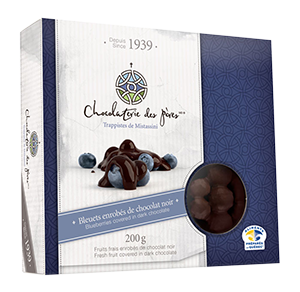 Depuis
Since 1939
Chocolaterie des Pères
Trappistes de Mistassini
Bleuets enrobés de chocolat noir
Blueberries covered in dark chocolate
200 g
Fruits frais enrobés de chocolat noir
Fresh fruit covered in dark chocolate
ALIMENTS
PRÉPARÉS
AU QUÉBEC